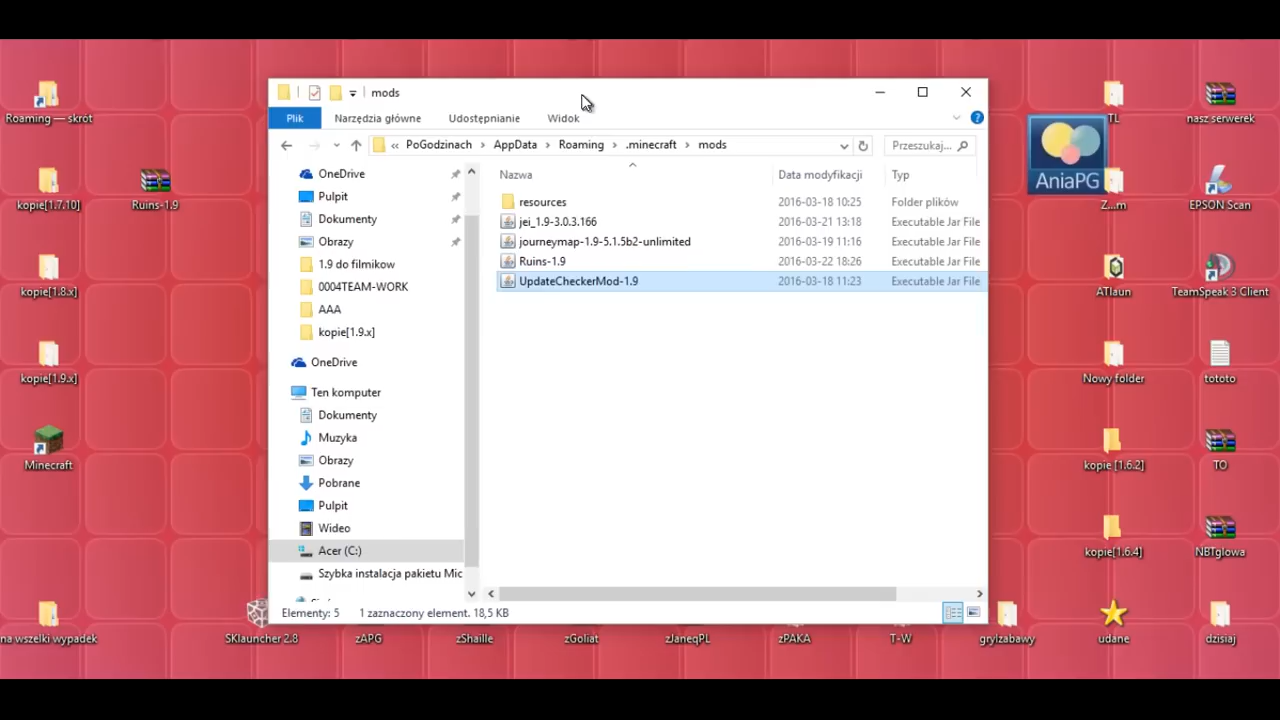 mods
Plik Narzędzia główne Udostępnianie Widok
« PoGodzinach > AppData > Roaming > .minecraft > mods Przeszukaj...
OneDrive
Pulpit
Dokumenty
Obrazy
1.9 do filmikow
0004TEAM-WORK
AAA
kopie[1.9.x]
OneDrive
Ten komputer
Dokumenty
Muzyka
Obrazy
Pobrane
Pulpit
Wideo
Acer (C:)
Szybka instalacja pakietu Mic
Nazwa Data modyfikacji Typ
resources 2016-03-18 10:25 Folder plików
jei_1.9-3.0.3.166 2016-03-21 13:18 Executable Jar File
journeymap-1.9-5.1.5b2-unlimited 2016-03-19 11:16 Executable Jar File
Ruins-1.9 2016-03-22 18:26 Executable Jar File
UpdateCheckerMod-1.9 2016-03-18 11:23 Executable Jar File
Elementy: 5 1 zaznaczony element. 18,5 KB
Roaming — skrót
kopie[1.7.10]
Ruins-1.9
kopie[1.8.x]
kopie[1.9.x]
Minecraft
na wszelki wypadek
SKlauncher 2.8
zAPG
zShaille
zGoliat
zJaneqPL
zPAKA
T-W
gryIzabawy
udane
dzisiaj
TL
nasz serwerek
AniaPG
Z...m
EPSON Scan
ATlaun
TeamSpeak 3 Client
Nowy folder
tototo
kopie [1.6.2]
TO
kopie[1.6.4]
NBTglowa